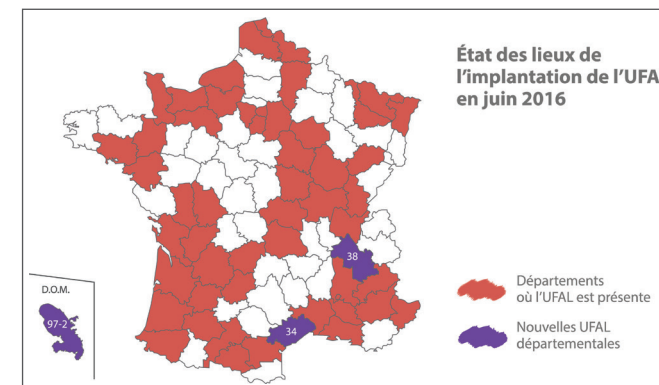 État des lieux de
l'implantation de l'UFA
en juin 2016
38
D.O.M.
97-2
34
Départements
où l'UFAL est présente
Nouvelles UFAL
départementales